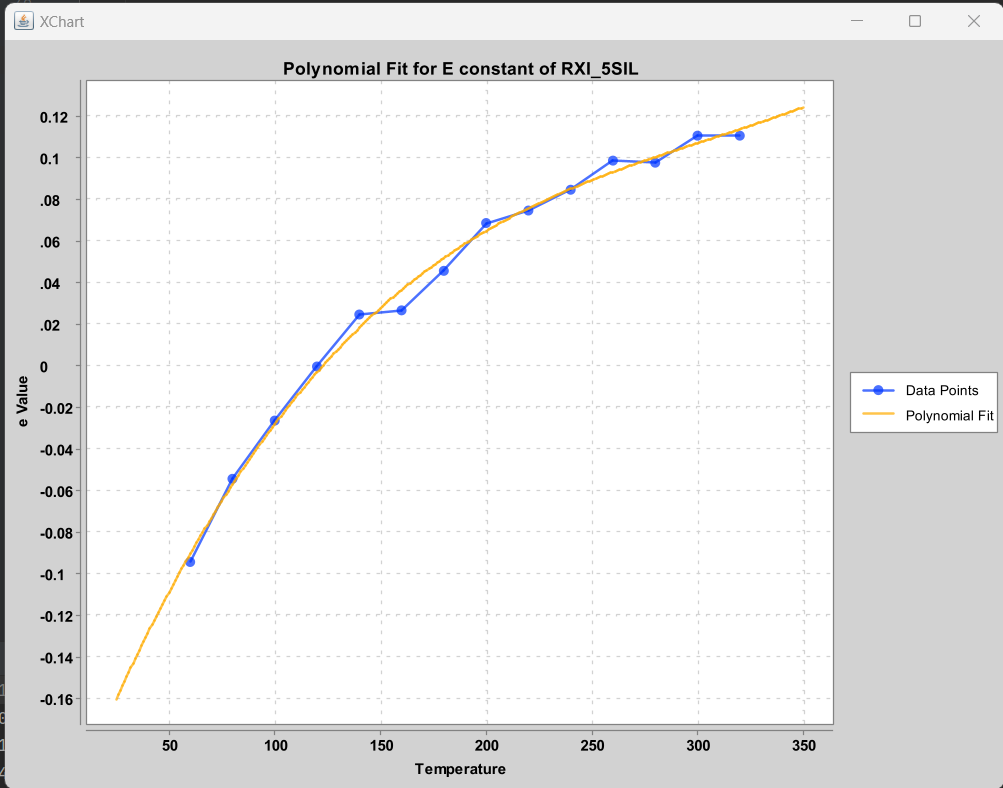 XChart
Polynomial Fit for E constant of RXI_5SIL
0.12
0.1
.08
.06
.04
.02
0
-0.02
-0.04
-0.06
-0.08
-0.1
-0.12
-0.14
-0.16
e Value
50 100 150 200 250 300 350
Temperature
Data Points
Polynomial Fit